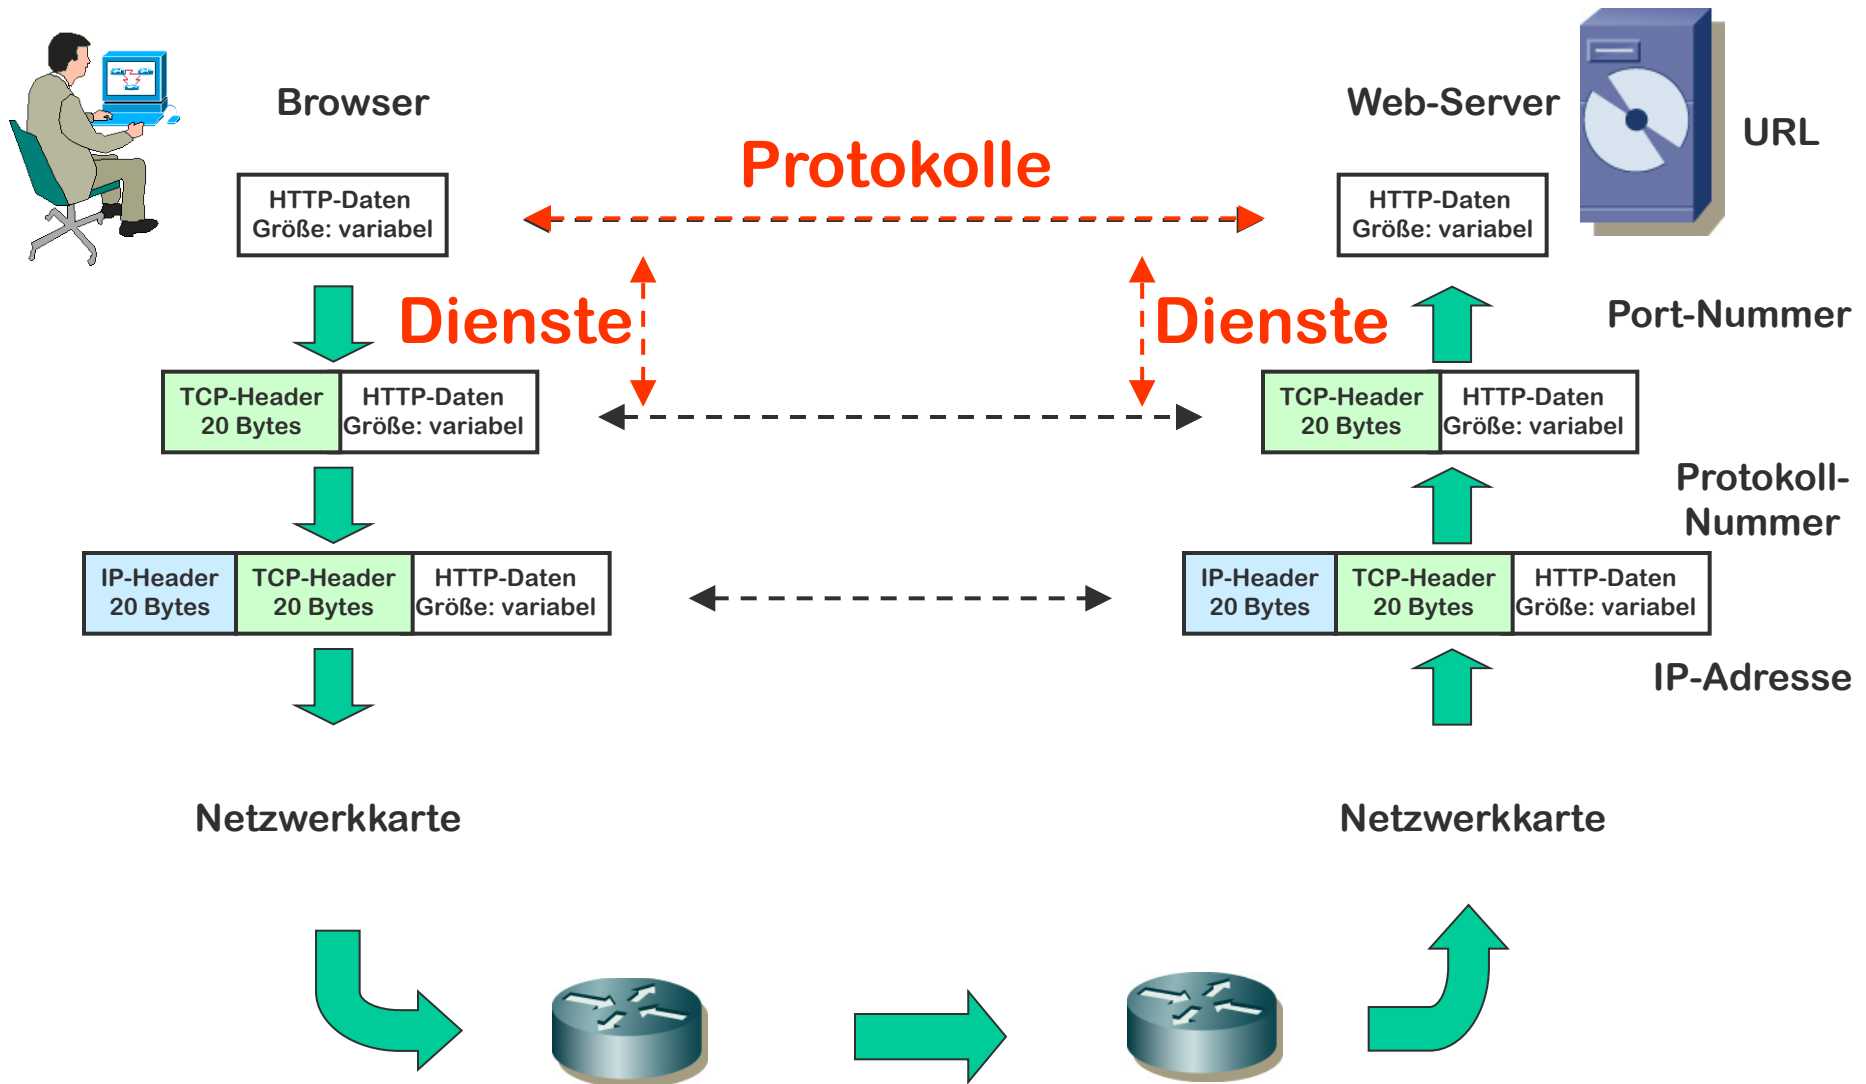 Browser
Web-Server
URL
Protokolle
HTTP-Daten
Größe: variabel
HTTP-Daten
Größe: variabel
Dienste
Dienste
Port-Nummer
TCP-Header
20 Bytes
HTTP-Daten
Größe: variabel
TCP-Header
20 Bytes
HTTP-Daten
Größe: variabel
Protokoll-
Nummer
IP-Header
20 Bytes
TCP-Header
20 Bytes
HTTP-Daten
Größe: variabel
IP-Header
20 Bytes
TCP-Header
20 Bytes
HTTP-Daten
Größe: variabel
IP-Adresse
Netzwerkkarte
Netzwerkkarte